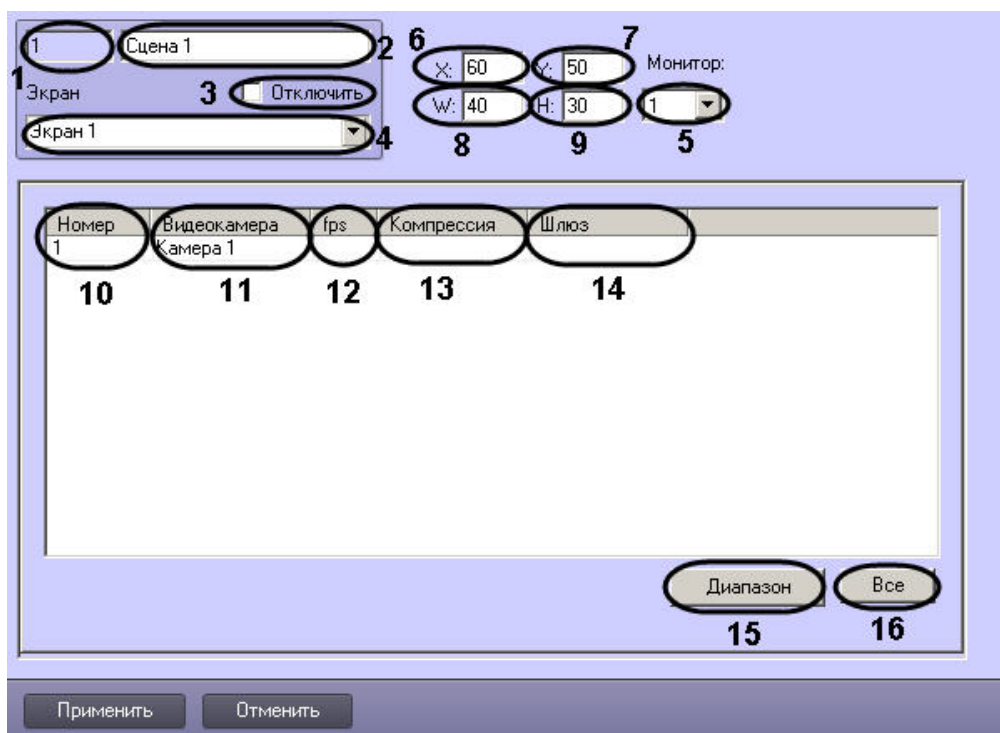 1 Сцена 1 2 6 7
1 X: 60 Y: 50 Монитор:
Экран 3 Отключить W: 40 H: 30 1
Экран 1 4 8 9 5
Номер Видеокамера fps Компрессия Шлюз
1 Камера 1
10 11 12 13 14
Диапазон Все
15 16
Применить Отменить